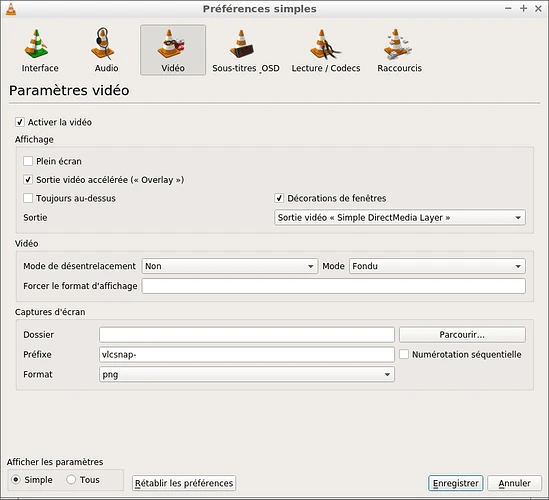 Préférences simples
Interface Audio Vidéo Sous-titres_OSD Lecture / Codecs Raccourcis
Paramètres vidéo
Activer la vidéo
Affichage
Plein écran
Sortie vidéo accélérée (« Overlay »)
Toujours au-dessus Décorations de fenêtres
Sortie Sortie vidéo « Simple DirectMedia Layer »
Vidéo
Mode de désentrelacement Non Mode Fondu
Forcer le format d'affichage
Captures d'écran
Dossier Parcourir...
Préfixe vlcsnap- Numérotation séquentielle
Format png
Afficher les paramètres
Simple Tous Rétablir les préférences Enregistrer Annuler